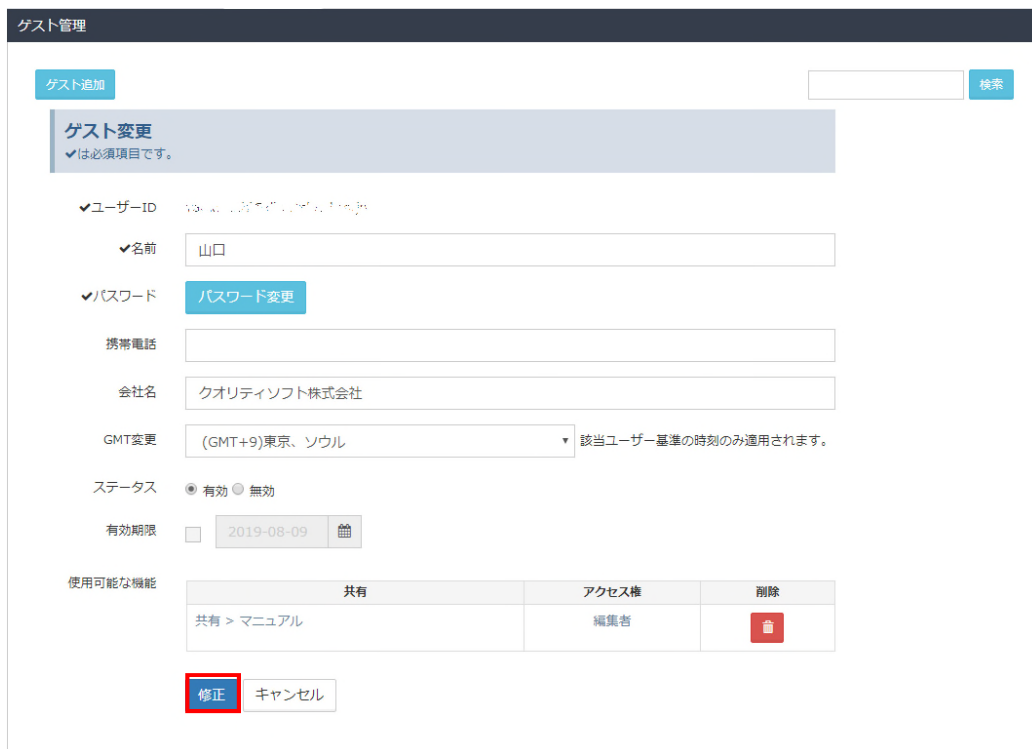 ゲスト管理
ゲスト追加
検索
ゲスト変更
✔は必須項目です。
✔ユーザーID
✔名前 山口
✔パスワード パスワード変更
携帯電話
会社名 クオリティソフト株式会社
GMT変更 (GMT+9)東京、ソウル 該当ユーザー基準の時刻のみ適用されます。
ステータス 有効 無効
有効期限 2019-08-09
使用可能な機能
共有 アクセス権 削除
共有 > マニュアル 編集者
修正 キャンセル